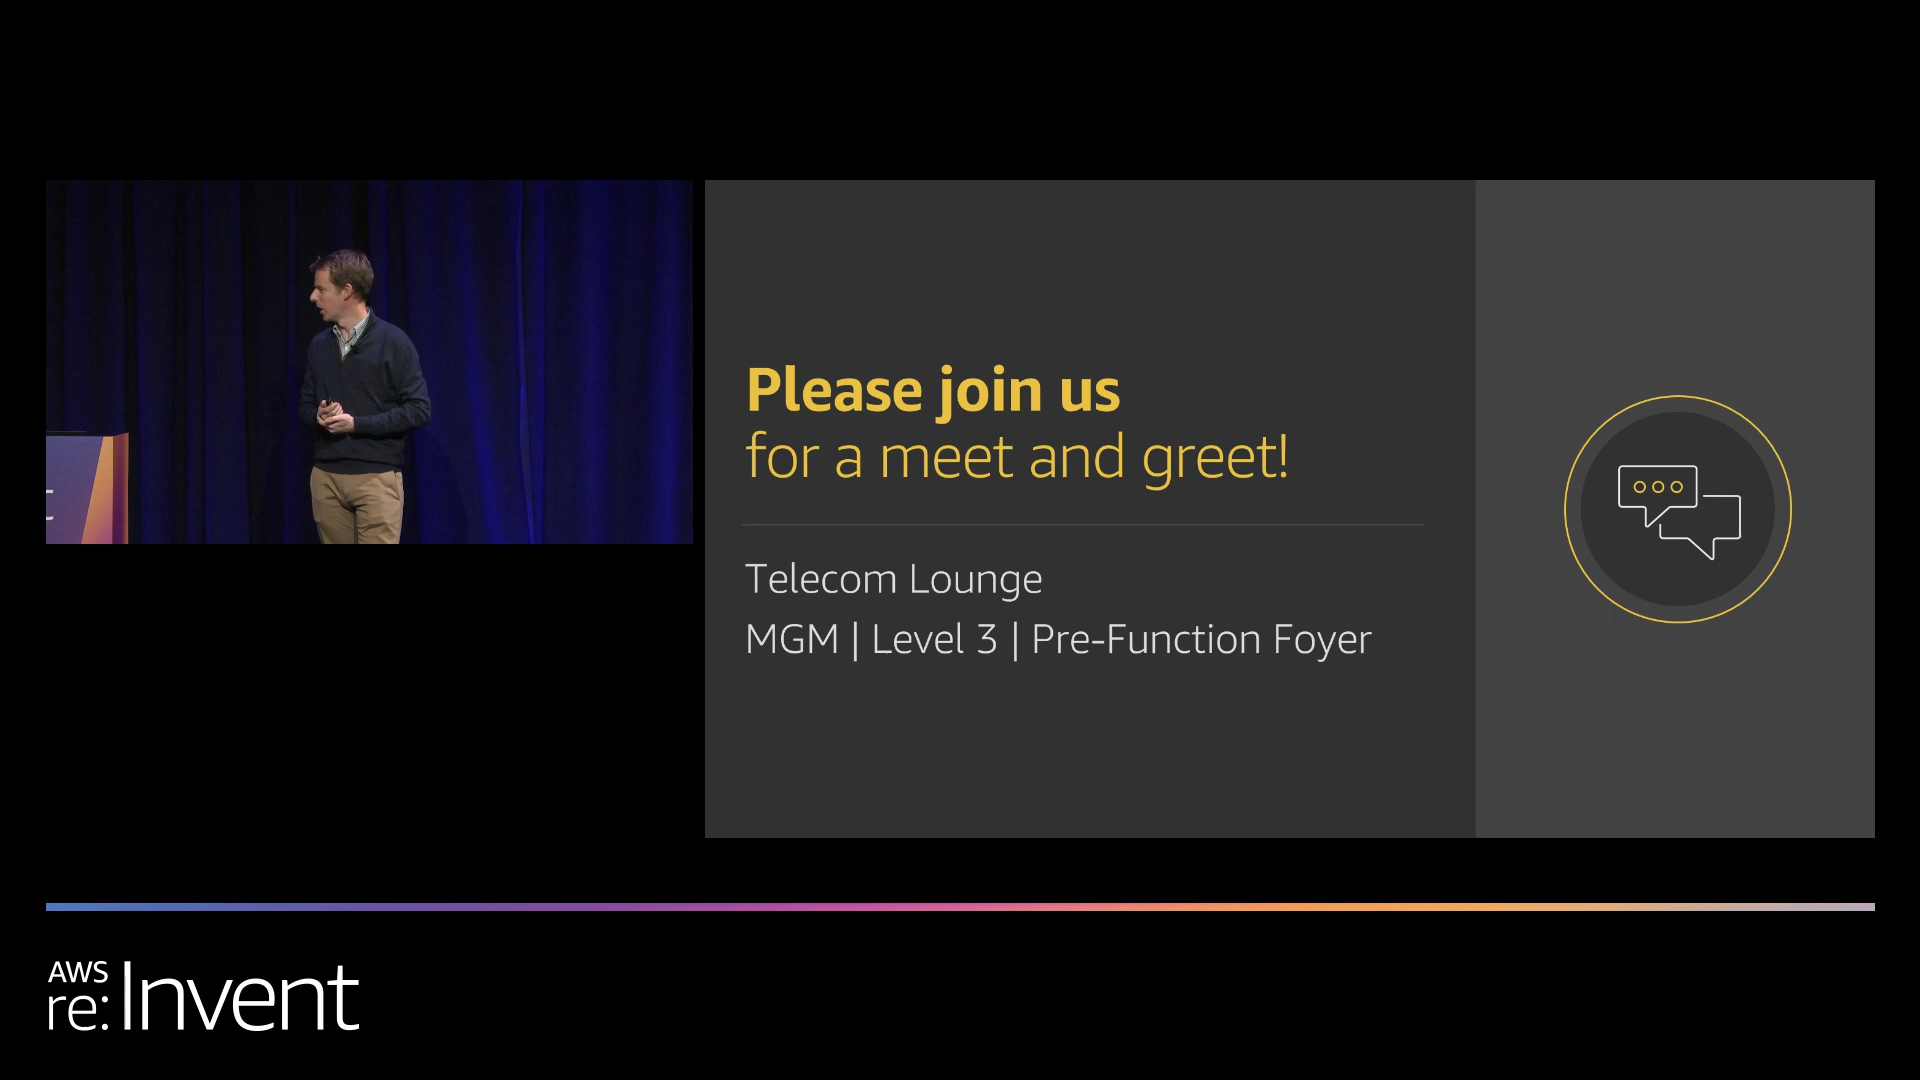 Please join us
for a meet and greet!
Telecom Lounge
MGM | Level 3 | Pre-Function Foyer
AWS
re:Invent